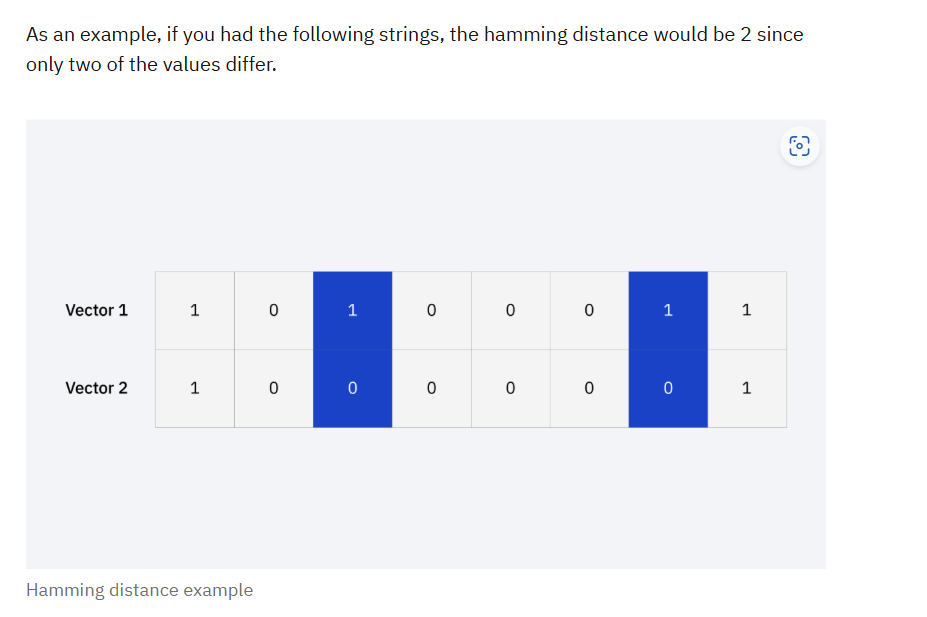 As an example, if you had the following strings, the hamming distance would be 2 since
only two of the values differ.
Vector 1 1 0 1 0 0 0 1 1
Vector 2 1 0 0 0 0 0 0 1
Hamming distance example